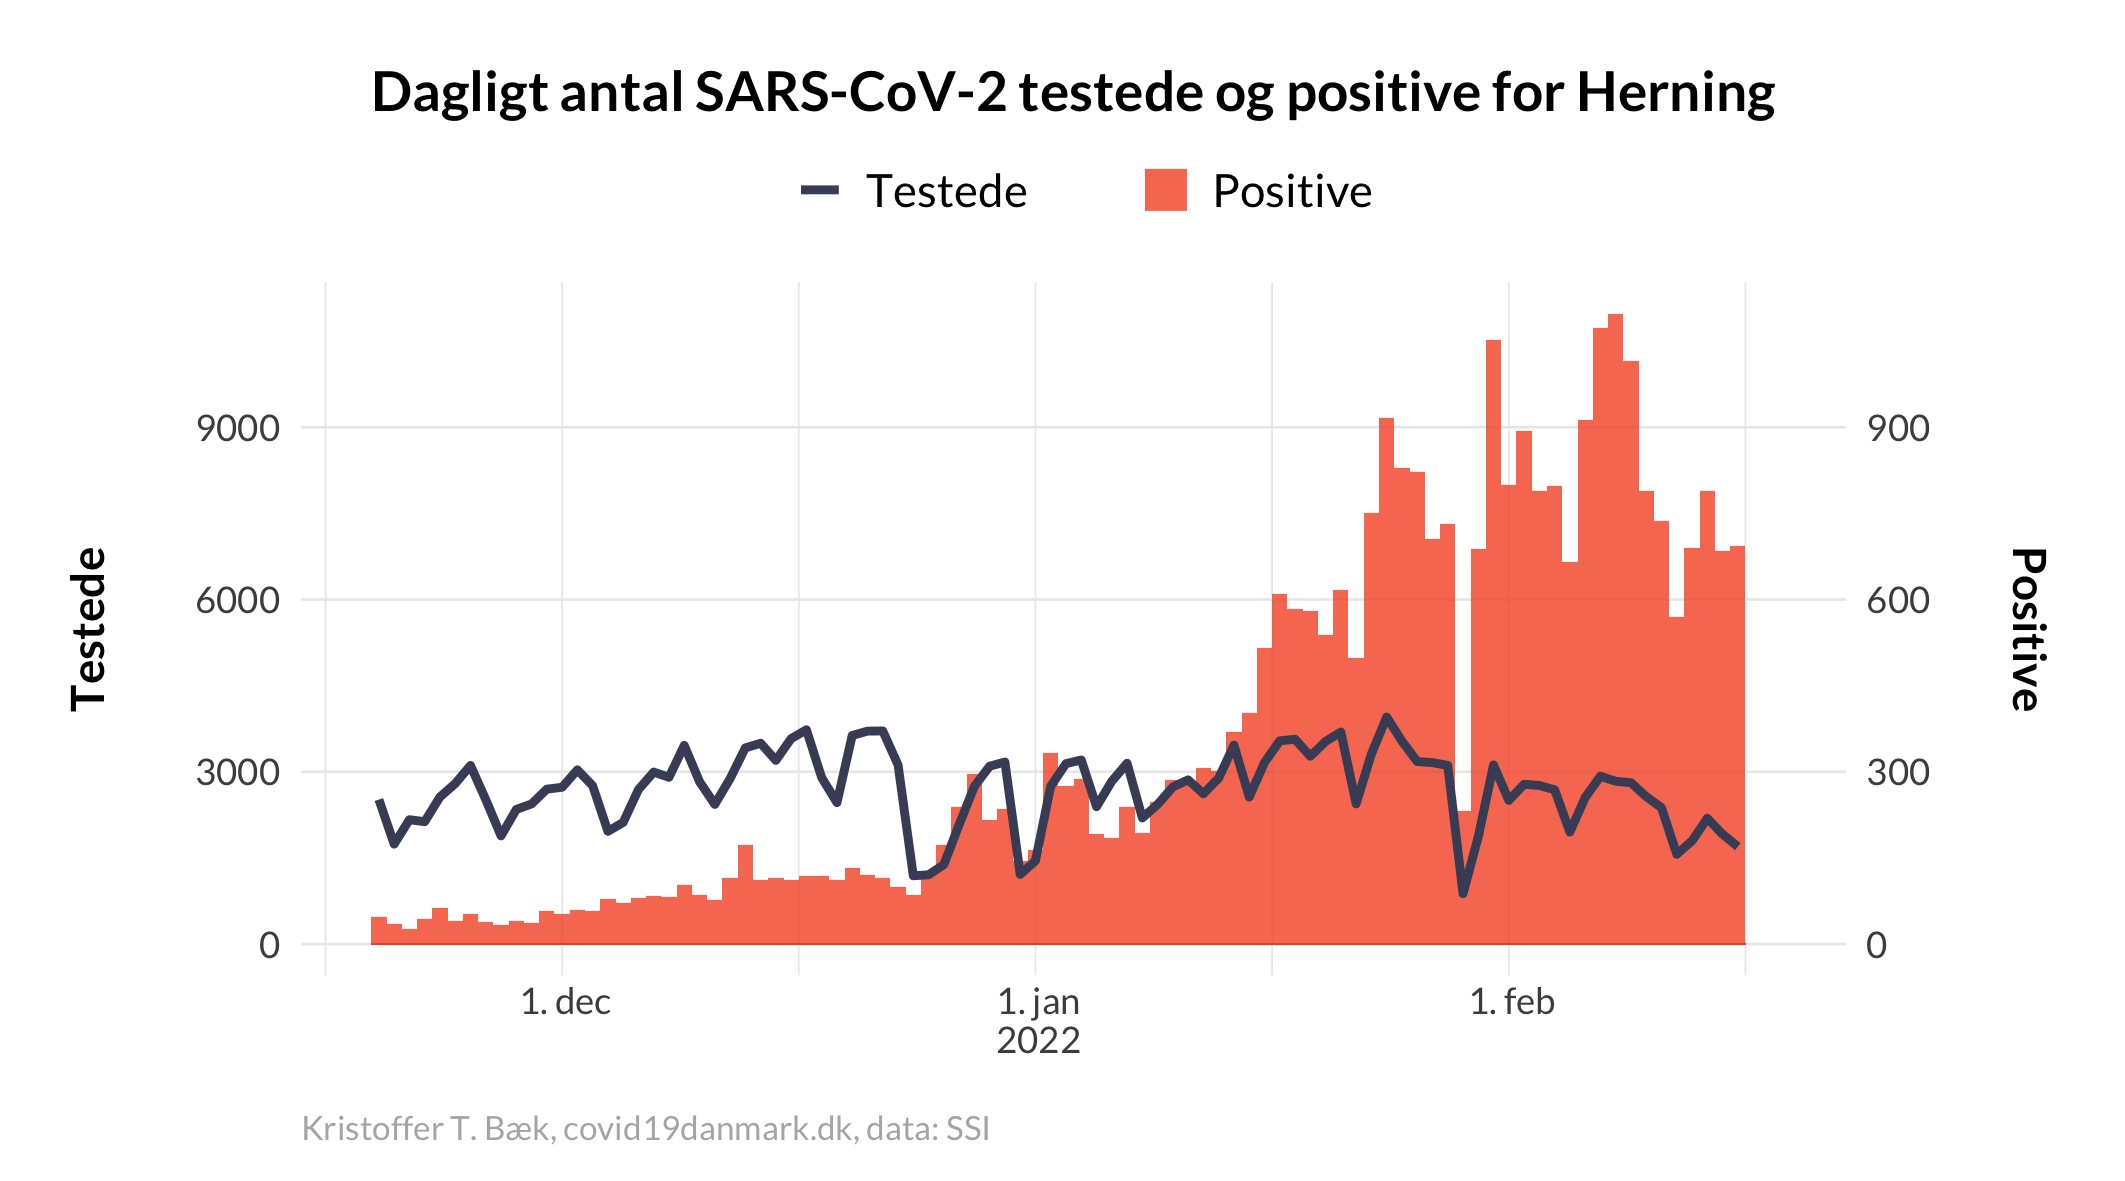 Dagligt antal SARS-CoV-2 testede og positive for Herning
Testede
Positive
Testede
9000
6000
3000
0
900
600
300
0
Positive
1. dec
1. jan
2022
1. feb
Kristoffer T. Bæk, covid19danmark.dk, data: SSI